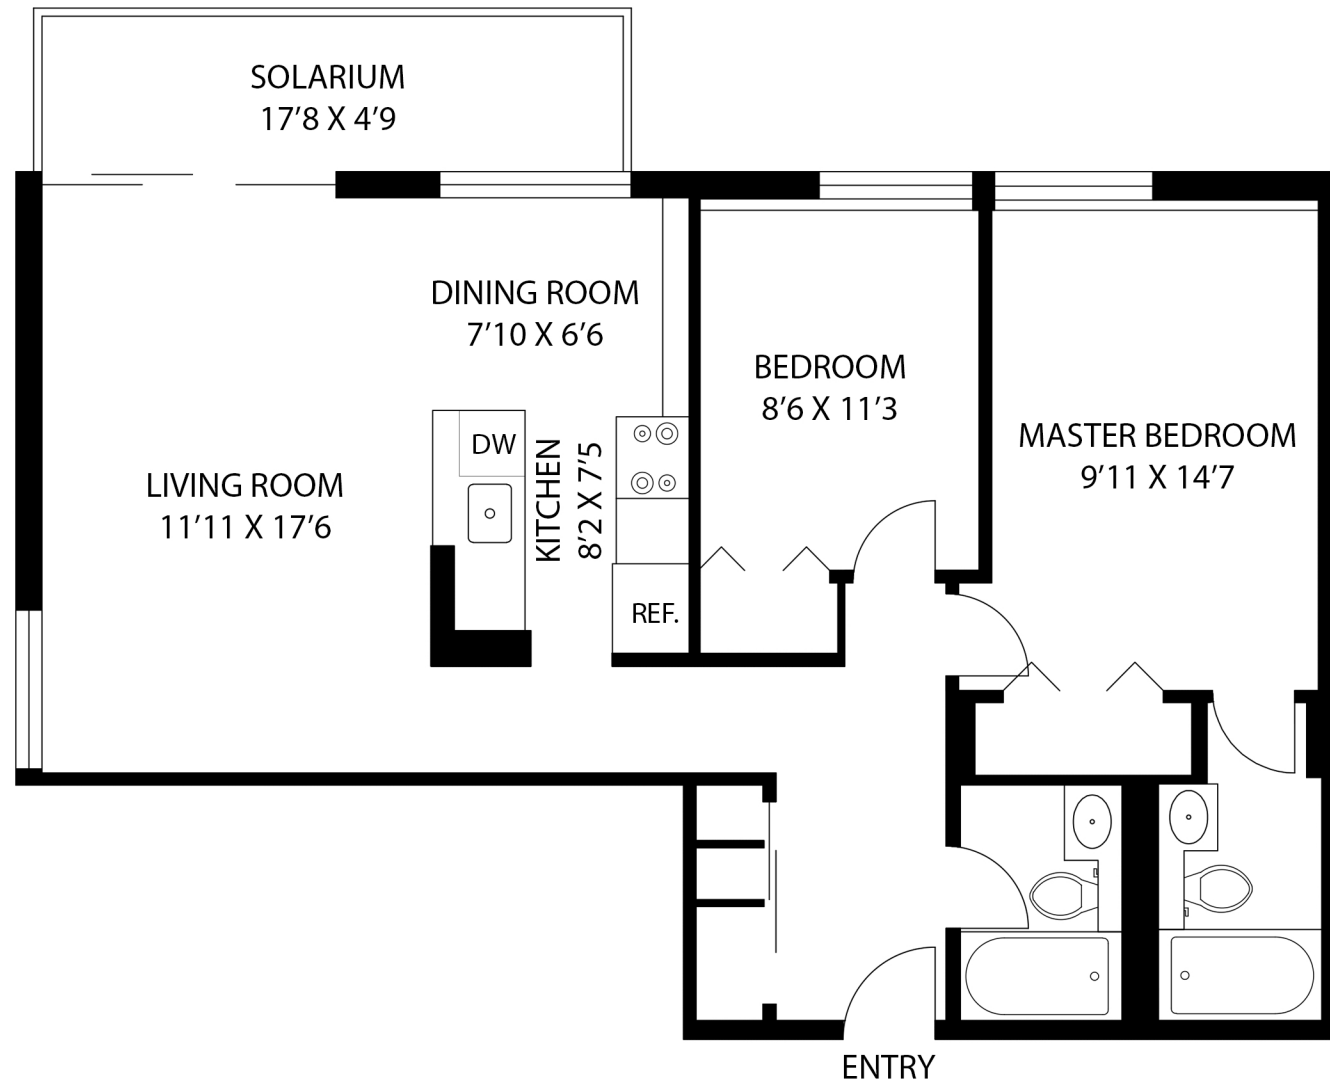 SOLARIUM
17’8 X 4’9
DINING ROOM
7’10 X 6’6
BEDROOM
8’6 X 11’3
MASTER BEDROOM
9’11 X 14’7
LIVING ROOM
11’11 X 17’6
DW
KITCHEN
8’2 X 7’5
REF.
ENTRY